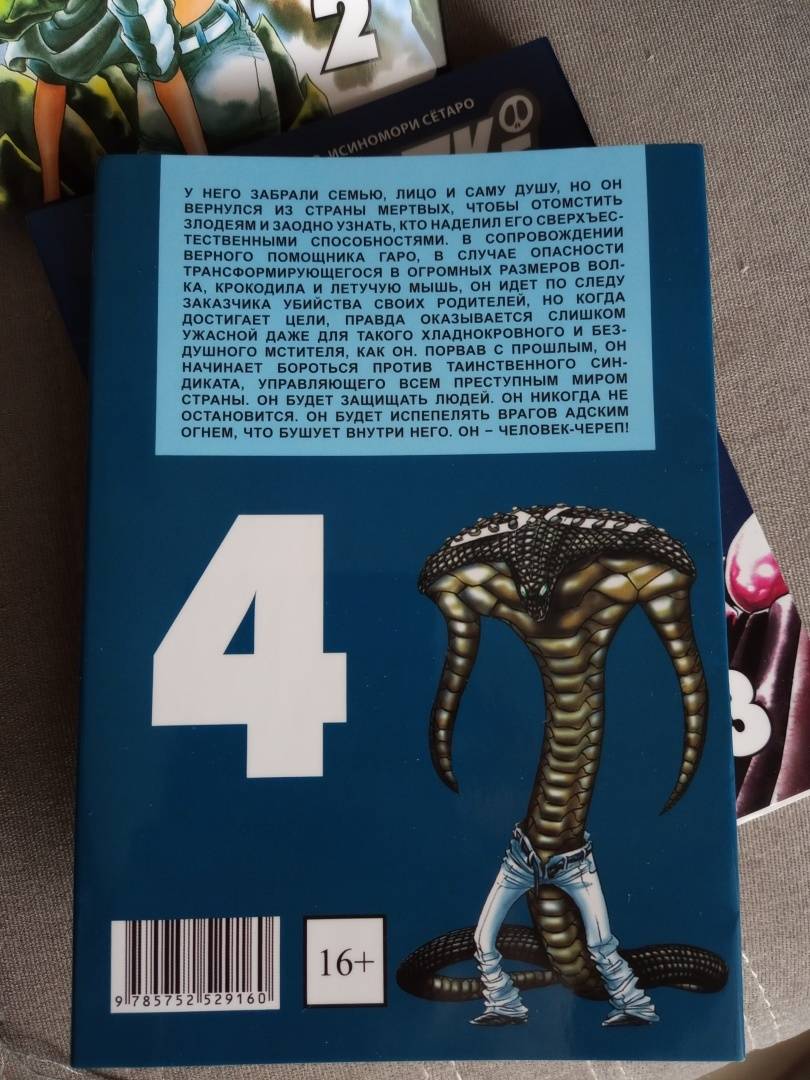 2
ИСИНОМОРИ СЁТАРО
У НЕГО ЗАБРАЛИ СЕМЬЮ, ЛИЦО И САМУ ДУШУ, НО ОН
ВЕРНУЛСЯ ИЗ СТРАНЫ МЕРТВЫХ, ЧТОБЫ ОТОМСТИТЬ
ЗЛОДЕЯМ И ЗАОДНО УЗНАТЬ, КТО НАДЕЛИЛ ЕГО СВЕРХЪЕС-
ТЕСТВЕННЫМИ СПОСОБНОСТЯМИ. В СОПРОВОЖДЕНИИ
ВЕРНОГО ПОМОЩНИКА ГАРО, В СЛУЧАЕ ОПАСНОСТИ
ТРАНСФОРМИРУЮЩЕГОСЯ В ОГРОМНЫХ РАЗМЕРОВ ВОЛ-
КА, КРОКОДИЛА И ЛЕТУЧУЮ МЫШЬ, ОН ИДЕТ ПО СЛЕДУ
ЗАКАЗЧИКА УБИЙСТВА СВОИХ РОДИТЕЛЕЙ, НО КОГДА
ДОСТИГАЕТ ЦЕЛИ, ПРАВДА ОКАЗЫВАЕТСЯ СЛИШКОМ
УЖАСНОЙ ДАЖЕ ДЛЯ ТАКОГО ХЛАДНОКРОВНОГО И БЕЗ-
ДУШНОГО МСТИТЕЛЯ, КАК ОН. ПОРВАВ С ПРОШЛЫМ, ОН
НАЧИНАЕТ БОРОТЬСЯ ПРОТИВ ТАИНСТВЕННОГО СИН-
ДИКАТА, УПРАВЛЯЮЩЕГО ВСЕМ ПРЕСТУПНЫМ МИРОМ
СТРАНЫ. ОН БУДЕТ ЗАЩИЩАТЬ ЛЮДЕЙ. ОН НИКОГДА НЕ
ОСТАНОВИТСЯ. ОН БУДЕТ ИСПЕПЕЛЯТЬ ВРАГОВ АДСКИМ
ОГНЕМ, ЧТО БУШУЕТ ВНУТРИ НЕГО. ОН – ЧЕЛОВЕК-ЧЕРЕП!
4
3
16+
9 785752 529160